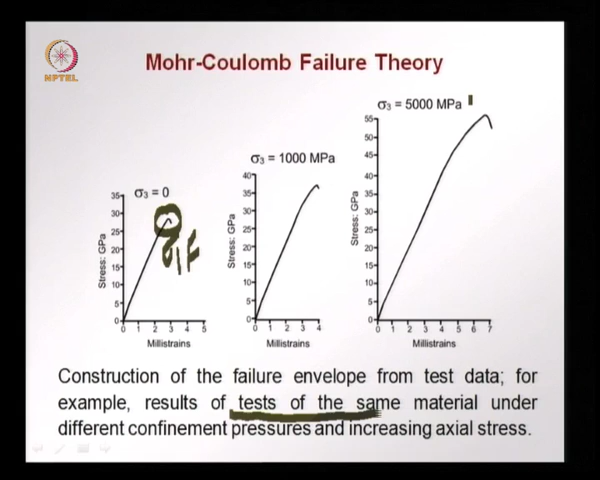 NPTEL
Mohr-Coulomb Failure Theory
σ3 = 0
35
30
25
20
15
10
5
0
Stress: GPa
0 1 2 3 4 5
Millistrains
σ1F
σ3 = 1000 MPa
40
35
30
25
20
15
10
5
0
Stress: GPa
0 1 2 3 4
Millistrains
σ3 = 5000 MPa
55
50
45
40
35
30
25
20
15
10
5
0
Stress: GPa
0 1 2 3 4 5 6 7
Millistrains
Construction of the failure envelope from test data; for
example, results of tests of the same material under
different confinement pressures and increasing axial stress.